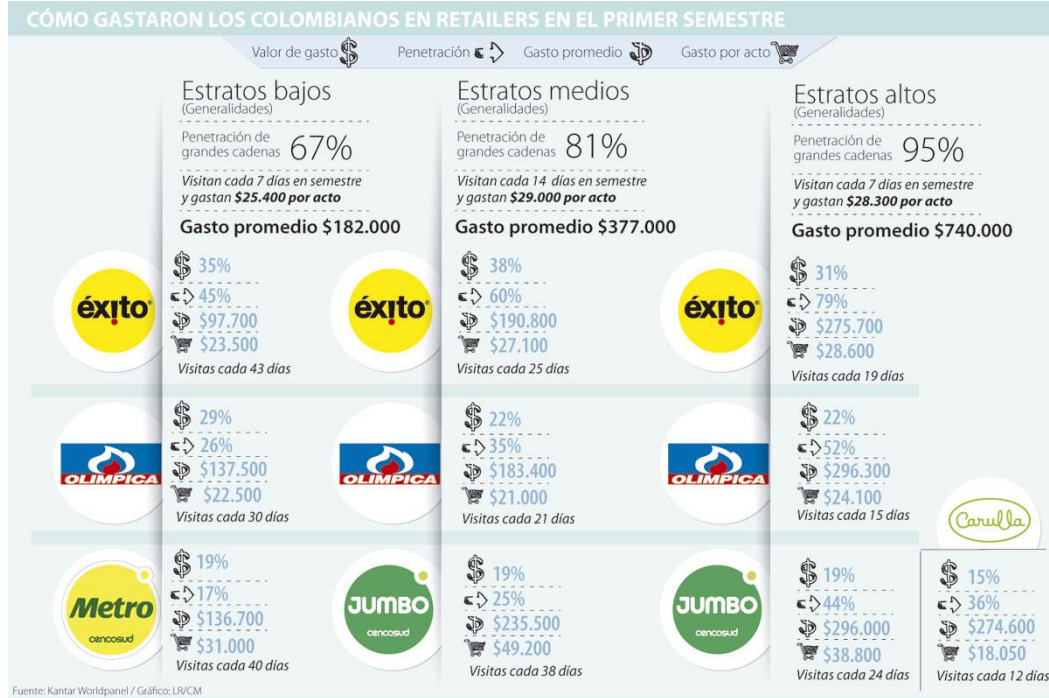 CÓMO GASTARON LOS COLOMBIANOS EN RETAILERS EN EL PRIMER SEMESTRE
Valor de gasto Penetración Gasto promedio Gasto por acto
Estratos bajos
(Generalidades)
Penetración de
grandes cadenas 67%
Visitan cada 7 días en semestre
y gastan $25.400 por acto
Gasto promedio $182.000
éxito
35%
45%
$97.700
$23.500
Visitas cada 43 días
OLIMPICA
29%
26%
$137.500
$22.500
Visitas cada 30 días
Metro
cencosud
19%
17%
$136.700
$31.000
Visitas cada 40 días
Estratos medios
(Generalidades)
Penetración de
grandes cadenas 81%
Visitan cada 14 días en semestre
y gastan $29.000 por acto
Gasto promedio $377.000
éxito
38%
60%
$190.800
$27.100
Visitas cada 25 días
OLIMPICA
22%
35%
$183.400
$21.000
Visitas cada 21 días
JUMBO
cencosud
19%
25%
$235.500
$49.200
Visitas cada 38 días
Estratos altos
(Generalidades)
Penetración de
grandes cadenas 95%
Visitan cada 7 días en semestre
y gastan $28.300 por acto
Gasto promedio $740.000
éxito
31%
79%
$275.700
$28.600
Visitas cada 19 días
OLIMPICA
22%
52%
$296.300
$24.100
Visitas cada 15 días
JUMBO
cencosud
19%
44%
$296.000
$38.800
Visitas cada 24 días
Carulla
15%
36%
$274.600
$18.050
Visitas cada 12 días
Fuente: Kantar Worldpanel / Gráfico: LR/CM